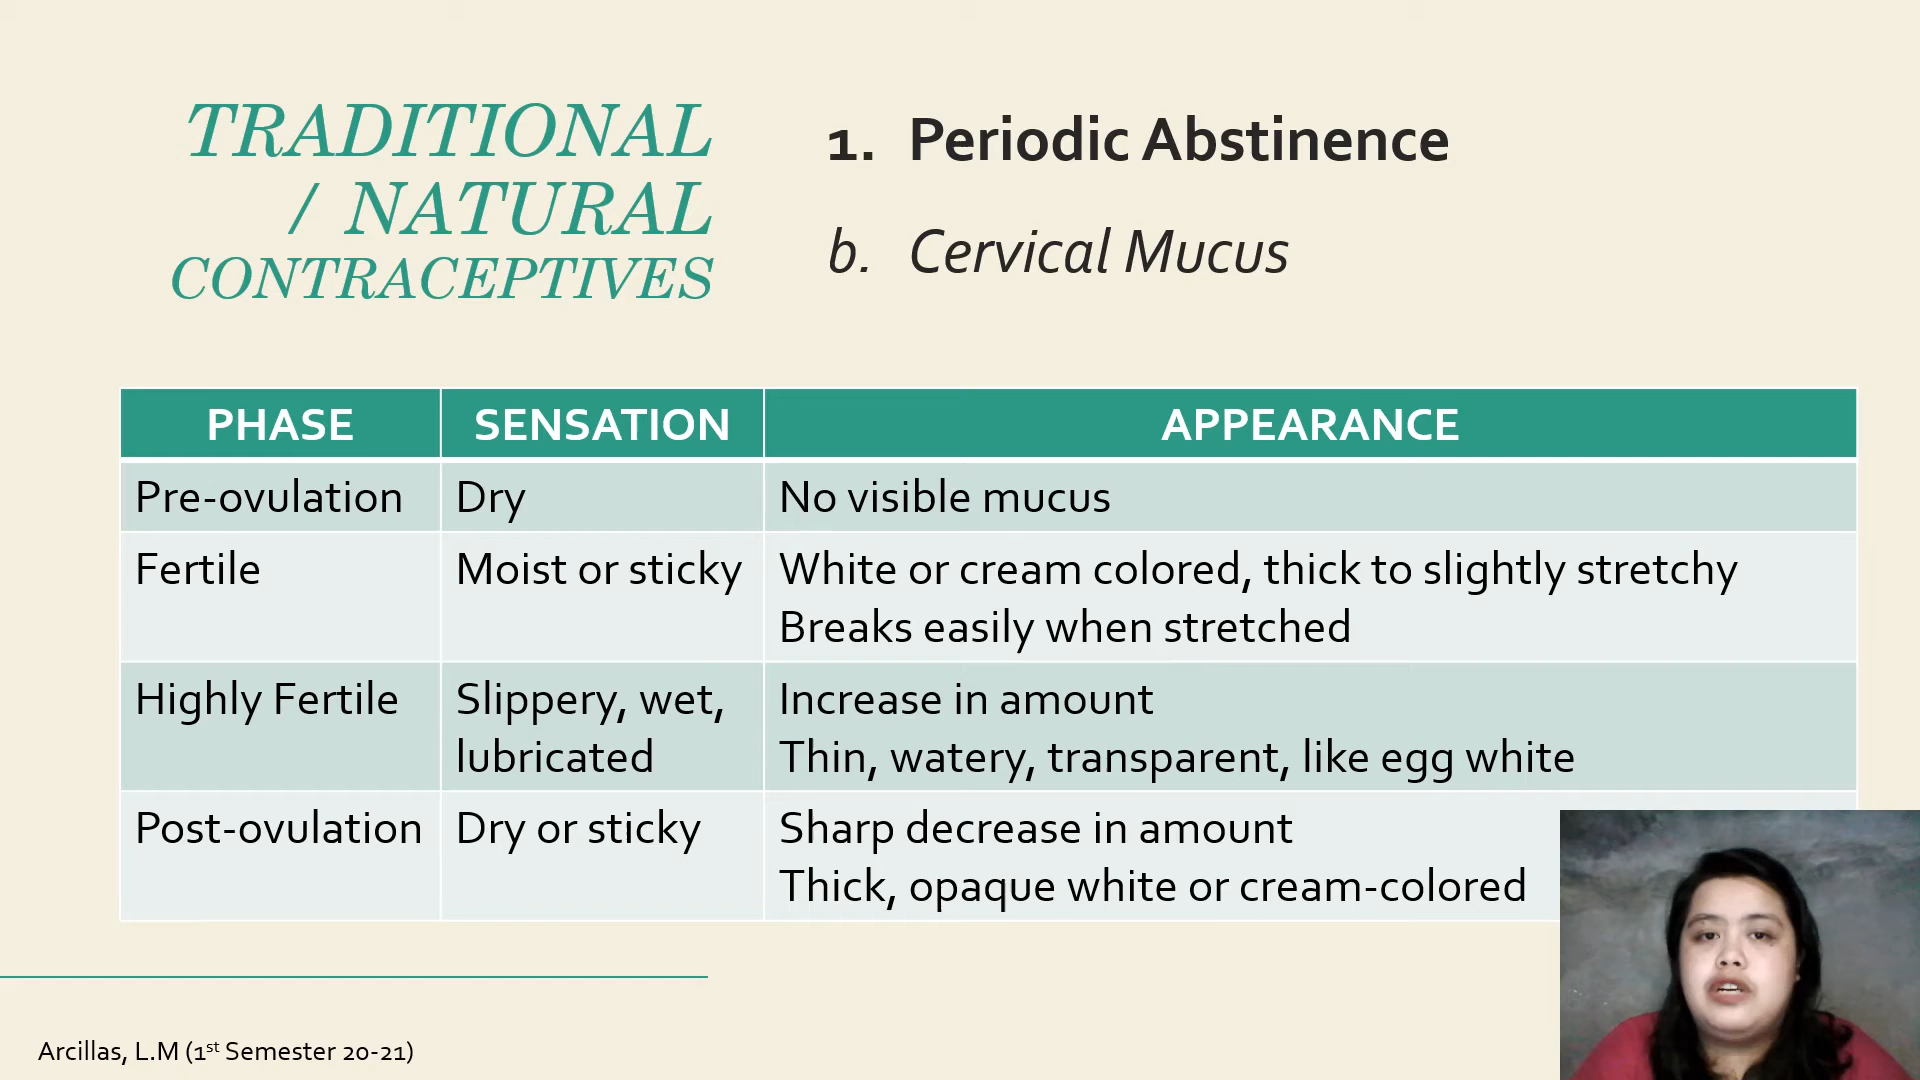 TRADITIONAL
/ NATURAL
CONTRACEPTIVES
1. Periodic Abstinence
b. Cervical Mucus
PHASE SENSATION APPEARANCE
Pre-ovulation Dry No visible mucus
Fertile Moist or sticky White or cream colored, thick to slightly stretchy
Breaks easily when stretched
Highly Fertile Slippery, wet, Increase in amount
lubricated Thin, watery, transparent, like egg white
Post-ovulation Dry or sticky Sharp decrease in amount
Thick, opaque white or cream-colored
Arcillas, L.M (1st Semester 20-21)